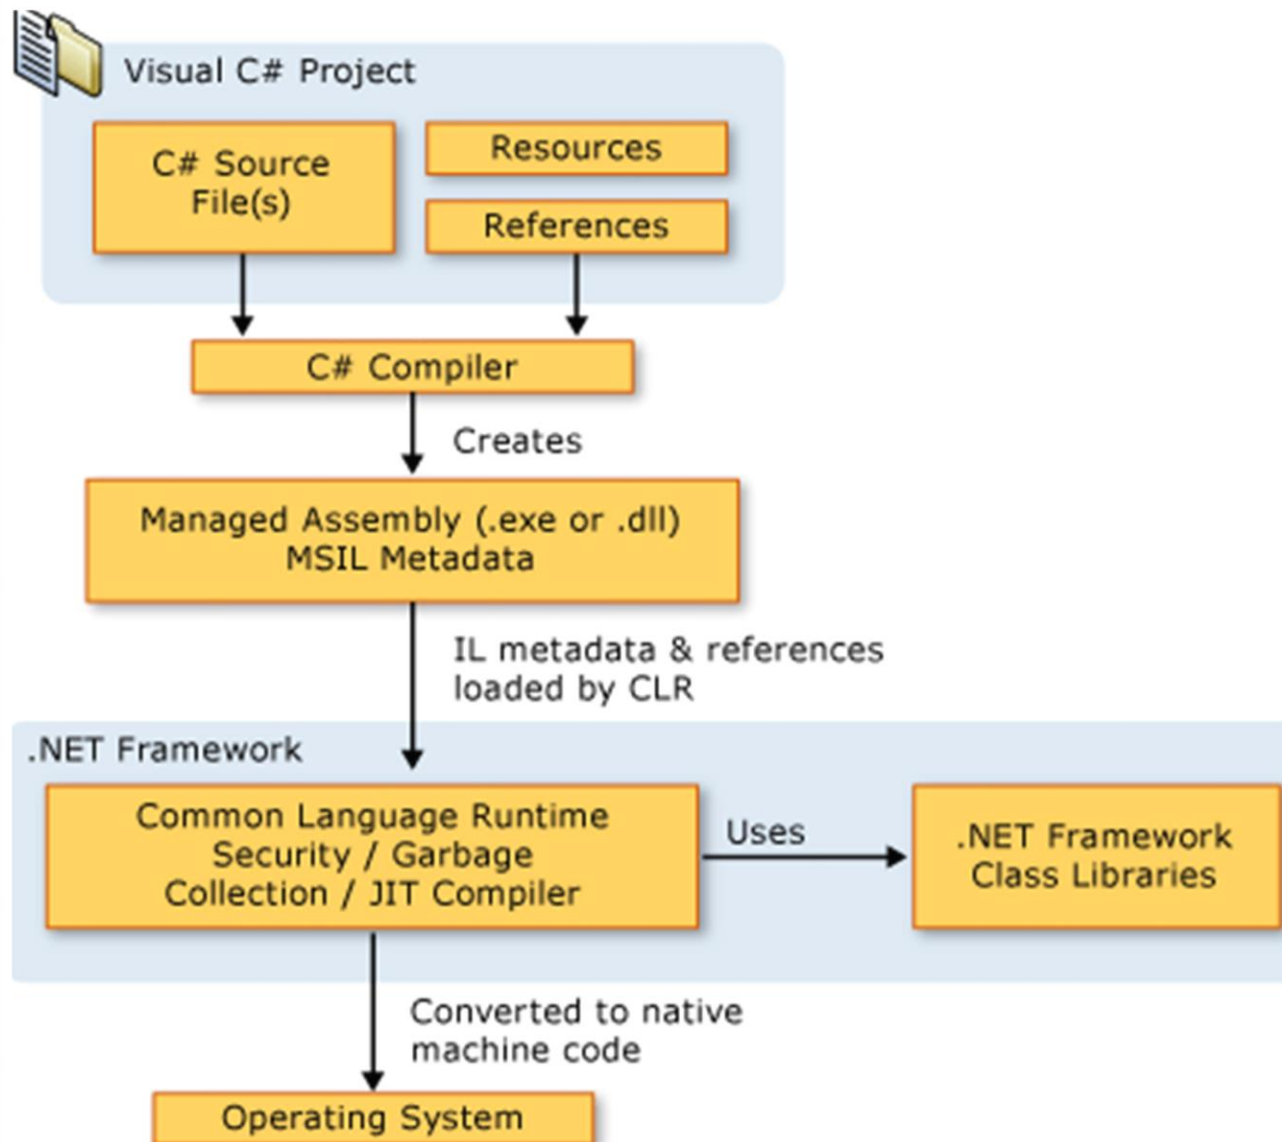 Visual C# Project
C# Source
File(s)
Resources
References
C# Compiler
Creates
Managed Assembly (.exe or .dll)
MSIL Metadata
IL metadata & references
loaded by CLR
.NET Framework
Common Language Runtime
Security / Garbage
Collection / JIT Compiler
Uses
.NET Framework
Class Libraries
Converted to native
machine code
Operating System